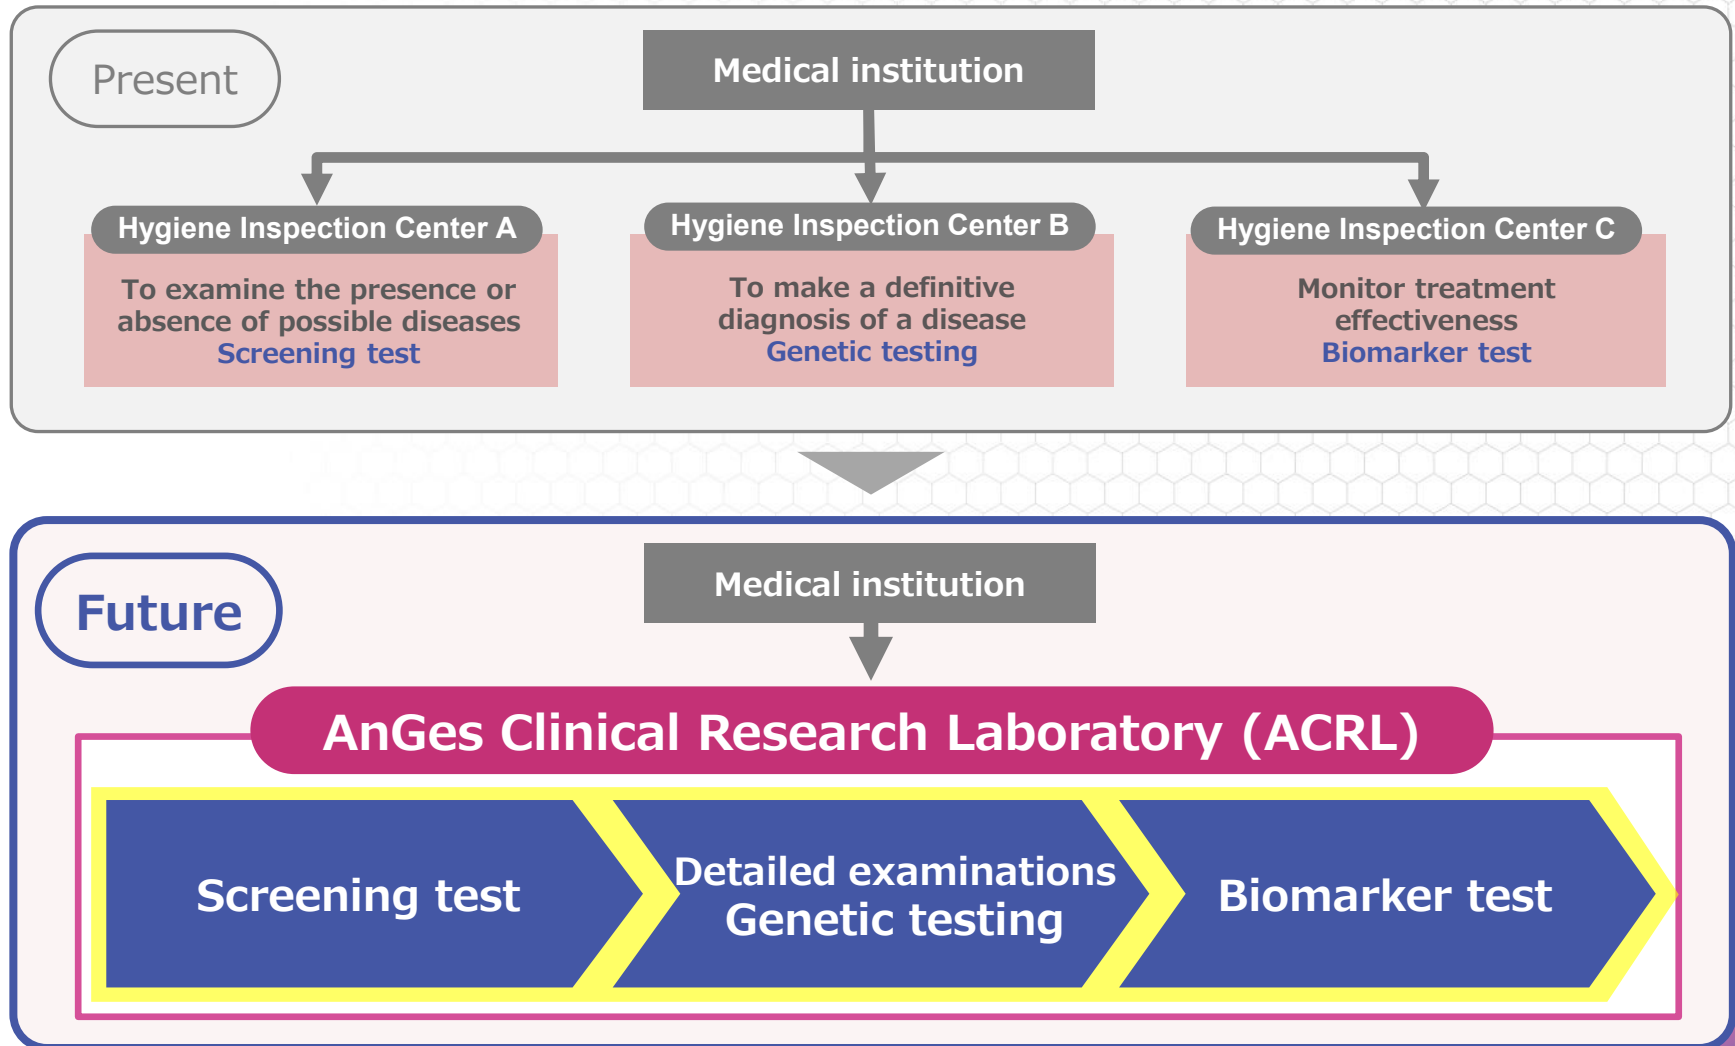 Present
Medical institution
Hygiene Inspection Center A
To examine the presence or
absence of possible diseases
Screening test
Hygiene Inspection Center B
To make a definitive
diagnosis of a disease
Genetic testing
Hygiene Inspection Center C
Monitor treatment
effectiveness
Biomarker test
Future
Medical institution
AnGes Clinical Research Laboratory (ACRL)
Screening test
Detailed examinations
Genetic testing
Biomarker test